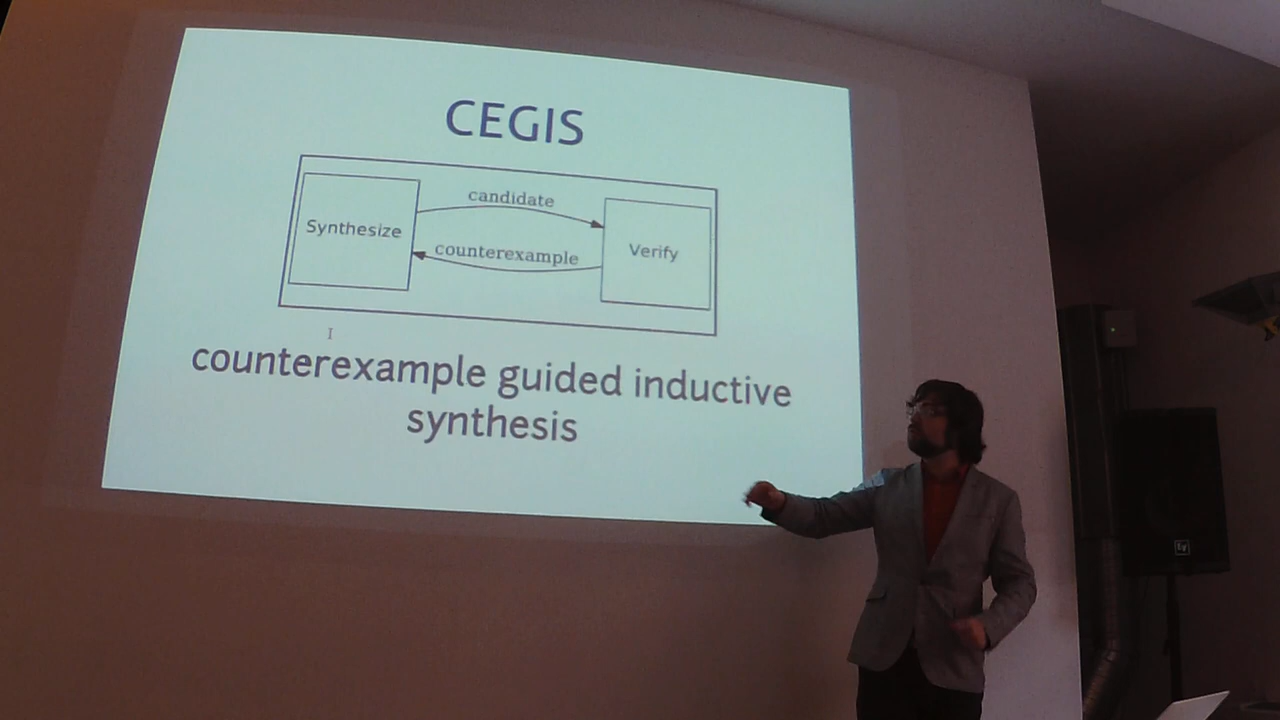 CEGIS
candidate
Synthesize
Verify
counterexample
counterexample guided inductive
synthesis